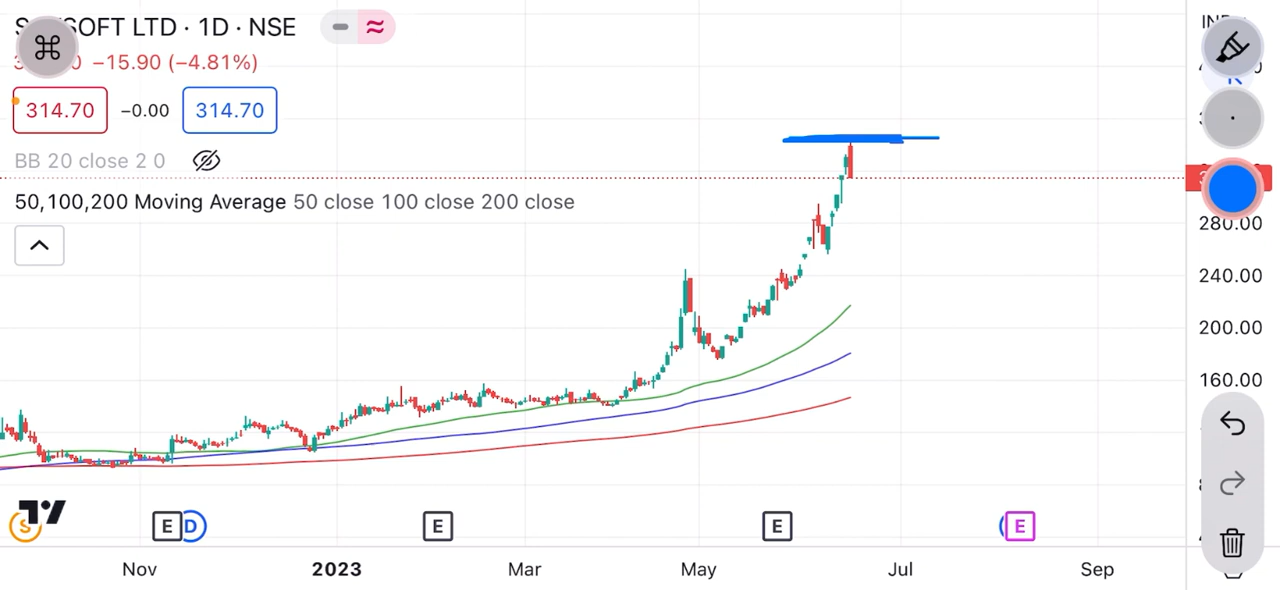 SOFT LTD · 1D · NSE
−15.90 (−4.81%)
314.70 −0.00 314.70
BB 20 close 2 0
50,100,200 Moving Average 50 close 100 close 200 close
280.00
240.00
200.00
160.00
E D E E E
Nov 2023 Mar May Jul Sep